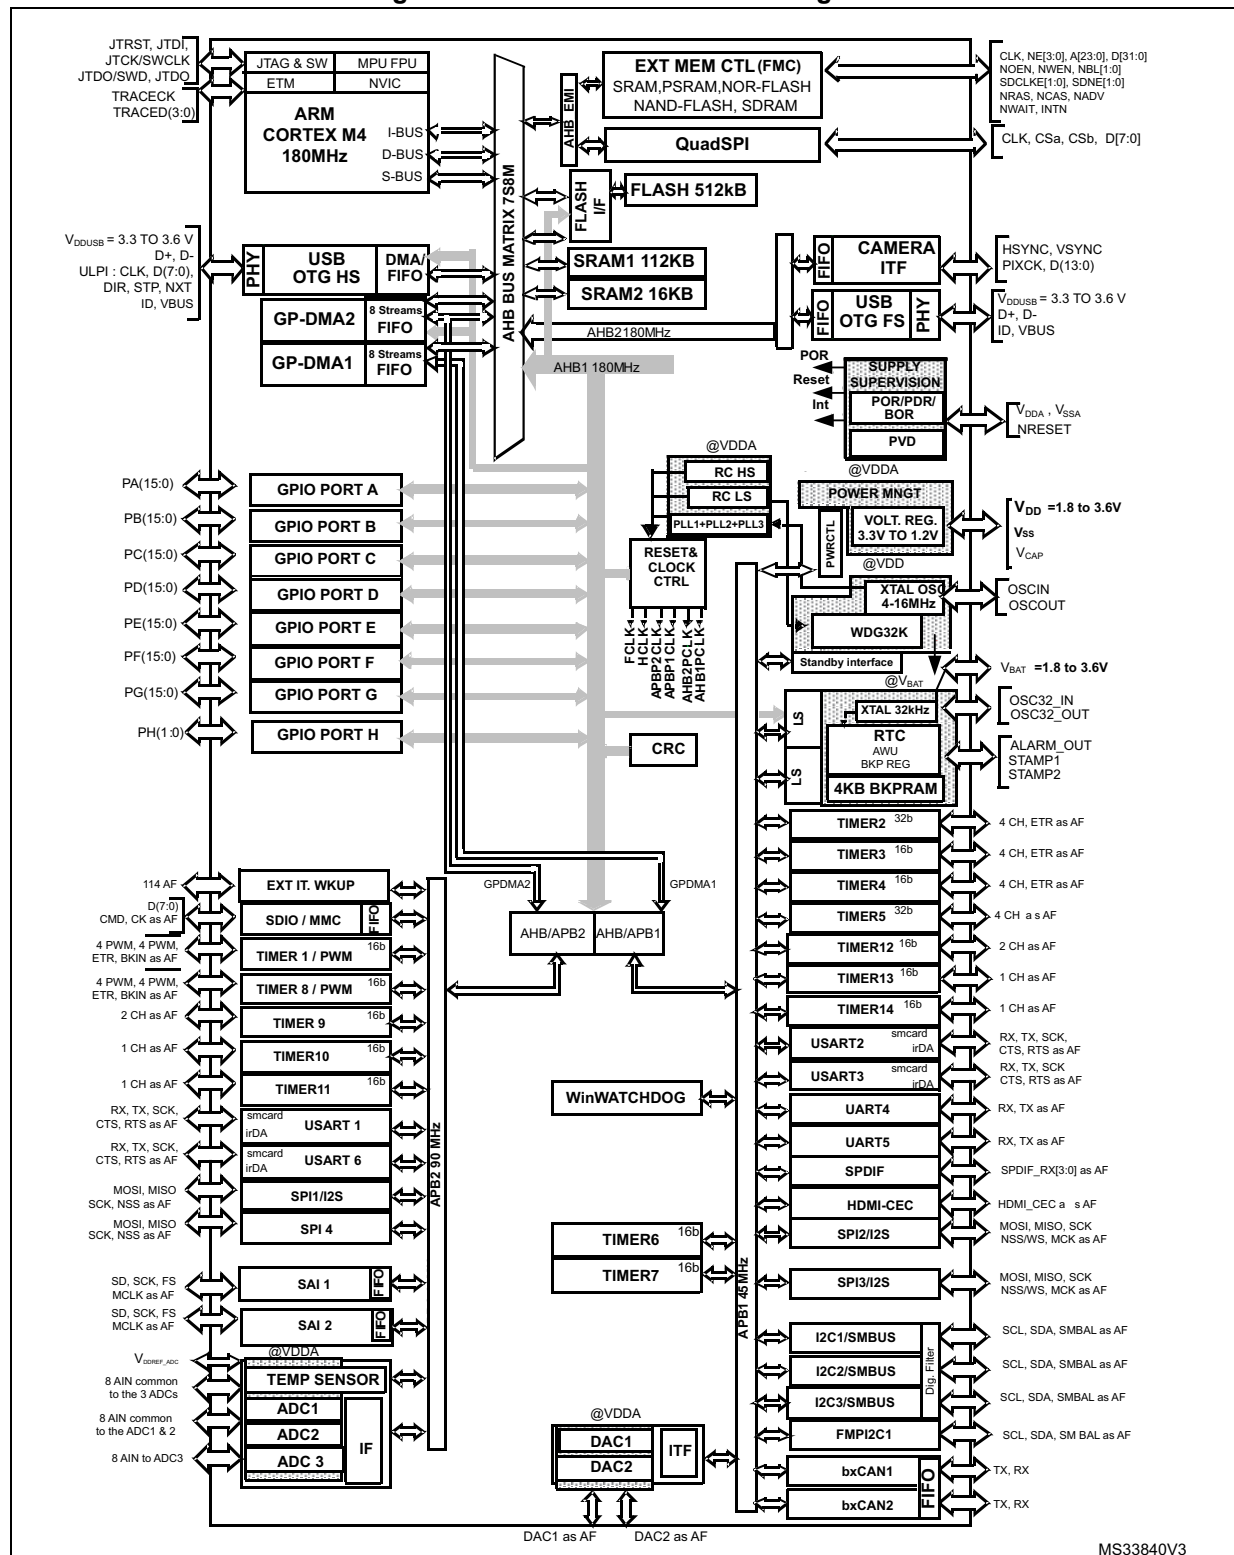 JTRST, JTDI,
JTCK/SWCLK
JTDO/SWD, JTDO
TRACECK
TRACED(3:0)
JTAG & SW
MPU FPU
ETM
NVIC
ARM
CORTEX M4
180MHz
I-BUS
D-BUS
S-BUS
AHB BUS MATRIX 7S8M
AHB EMI
EXT MEM CTL (FMC)
SRAM,PSRAM,NOR-FLASH
NAND-FLASH, SDRAM
QuadSPI
CLK, NE[3:0], A[23:0], D[31:0]
NOEN, NWEN, NBL[1:0]
SDCLKE[1:0], SDNE[1:0]
NRAS, NCAS, NADV
NWAIT, INTN
CLK, CSa, CSb, D[7:0]
FLASH I/F
FLASH 512kB
SRAM1 112KB
SRAM2 16KB
VDDUSB = 3.3 TO 3.6 V
D+, D-
ULPI : CLK, D(7:0),
DIR, STP, NXT
ID, VBUS
PHY
USB
OTG HS
DMA/
FIFO
GP-DMA2
8 Streams
FIFO
GP-DMA1
8 Streams
FIFO
FIFO
CAMERA
ITF
HSYNC, VSYNC
PIXCK, D(13:0)
FIFO
USB
OTG FS
PHY
VDDUSB = 3.3 TO 3.6 V
D+, D-
ID, VBUS
AHB2180MHz
AHB1 180MHz
POR
Reset
Int
SUPPLY
SUPERVISION
POR/PDR/
BOR
PVD
VDDA , VSSA
NRESET
@VDDA
RC HS
RC LS
PLL1+PLL2+PLL3
@VDDA
POWER MNGT
VOLT. REG.
3.3V TO 1.2V
PWRCTL
VDD =1.8 to 3.6V
VSS
VCAP
RESET&
CLOCK
CTRL
FCLK
HCLK
APBP2CLK
APBP1CLK
AHB2PCLK
AHB1PCLK
@VDD
XTAL OSC
4-16MHz
WDG32K
OSCIN
OSCOUT
Standby interface
@VBAT
VBAT =1.8 to 3.6V
LS
LS
XTAL 32kHz
RTC
AWU
BKP REG
4KB BKPRAM
OSC32_IN
OSC32_OUT
ALARM_OUT
STAMP1
STAMP2
PA(15:0)
GPIO PORT A
PB(15:0)
GPIO PORT B
PC(15:0)
GPIO PORT C
PD(15:0)
GPIO PORT D
PE(15:0)
GPIO PORT E
PF(15:0)
GPIO PORT F
PG(15:0)
GPIO PORT G
PH(1:0)
GPIO PORT H
CRC
GPDMA2
GPDMA1
AHB/APB2
AHB/APB1
114 AF
EXT IT. WKUP
D(7:0)
CMD, CK as AF
SDIO / MMC
FIFO
4 PWM, 4 PWM,
ETR, BKIN as AF
TIMER 1 / PWM
16b
4 PWM, 4 PWM,
ETR, BKIN as AF
TIMER 8 / PWM
16b
2 CH as AF
TIMER 9
16b
1 CH as AF
TIMER10
16b
1 CH as AF
TIMER11
16b
RX, TX, SCK,
CTS, RTS as AF
smcard
irDA
USART 1
RX, TX, SCK,
CTS, RTS as AF
smcard
irDA
USART 6
MOSI, MISO
SCK, NSS as AF
SPI1/I2S
MOSI, MISO
SCK, NSS as AF
SPI 4
SD, SCK, FS
MCLK as AF
SAI 1
FIFO
SD, SCK, FS
MCLK as AF
SAI 2
FIFO
APB2 90 MHz
@VDDA
VDDREF_ADC
TEMP SENSOR
8 AIN common
to the 3 ADCs
8 AIN common
to the ADC1 & 2
8 AIN to ADC3
ADC1
ADC2
ADC 3
IF
WinWATCHDOG
TIMER6
16b
TIMER7
16b
@VDDA
DAC1
DAC2
ITF
DAC1 as AF
DAC2 as AF
APB1 45 MHz
TIMER2
32b
4 CH, ETR as AF
TIMER3
16b
4 CH, ETR as AF
TIMER4
16b
4 CH, ETR as AF
TIMER5
32b
4 CH a s AF
TIMER12
16b
2 CH as AF
TIMER13
16b
1 CH as AF
TIMER14
16b
1 CH as AF
USART2
smcard
irDA
RX, TX, SCK,
CTS, RTS as AF
USART3
smcard
irDA
RX, TX, SCK
CTS, RTS as AF
UART4
RX, TX as AF
UART5
RX, TX as AF
SPDIF
SPDIF_RX[3:0] as AF
HDMI-CEC
HDMI_CEC a s AF
SPI2/I2S
MOSI, MISO, SCK
NSS/WS, MCK as AF
SPI3/I2S
MOSI, MISO, SCK
NSS/WS, MCK as AF
I2C1/SMBUS
SCL, SDA, SMBAL as AF
I2C2/SMBUS
SCL, SDA, SMBAL as AF
I2C3/SMBUS
SCL, SDA, SMBAL as AF
Dig. Filter
FMPI2C1
SCL, SDA, SM BAL as AF
bxCAN1
TX, RX
bxCAN2
TX, RX
FIFO
MS33840V3